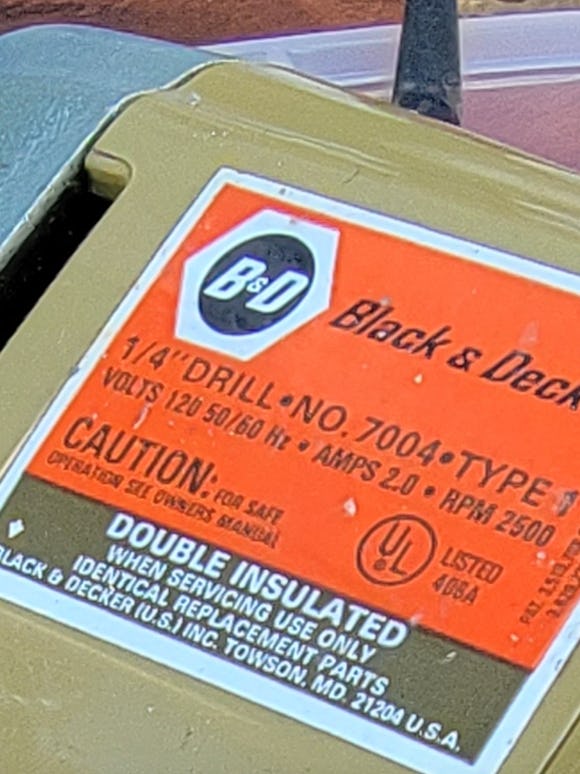 B&D
Black & Deck
1/4" DRILL • NO. 7004 • TYPE 1
VOLTS 120 50/60 Hz • AMPS 2.0 • RPM 2500
CAUTION: FOR SAFE
OPERATION SEE OWNERS MANUAL
UL LISTED
408A
DOUBLE INSULATED
WHEN SERVICING USE ONLY
IDENTICAL REPLACEMENT PARTS
BLACK & DECKER (U.S.) INC. TOWSON, MD. 21204 U.S.A.